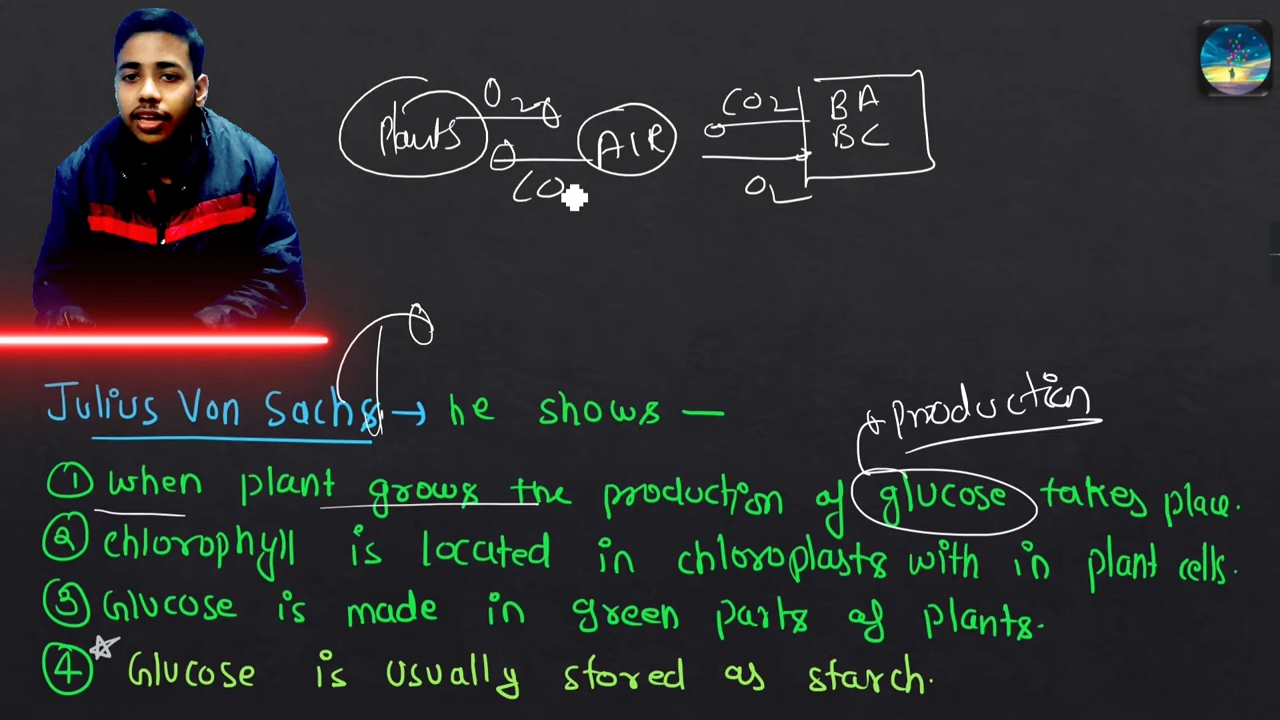 Plants O2 AIR CO2 BA
BC
CO O2
Julius Von Sachs → he shows —
→ production
① when plant grows the production of glucose takes place.
② chlorophyll is located in chloroplasts with in plant cells.
③ Glucose is made in green parts of plants.
④ * Glucose is usually stored as starch.